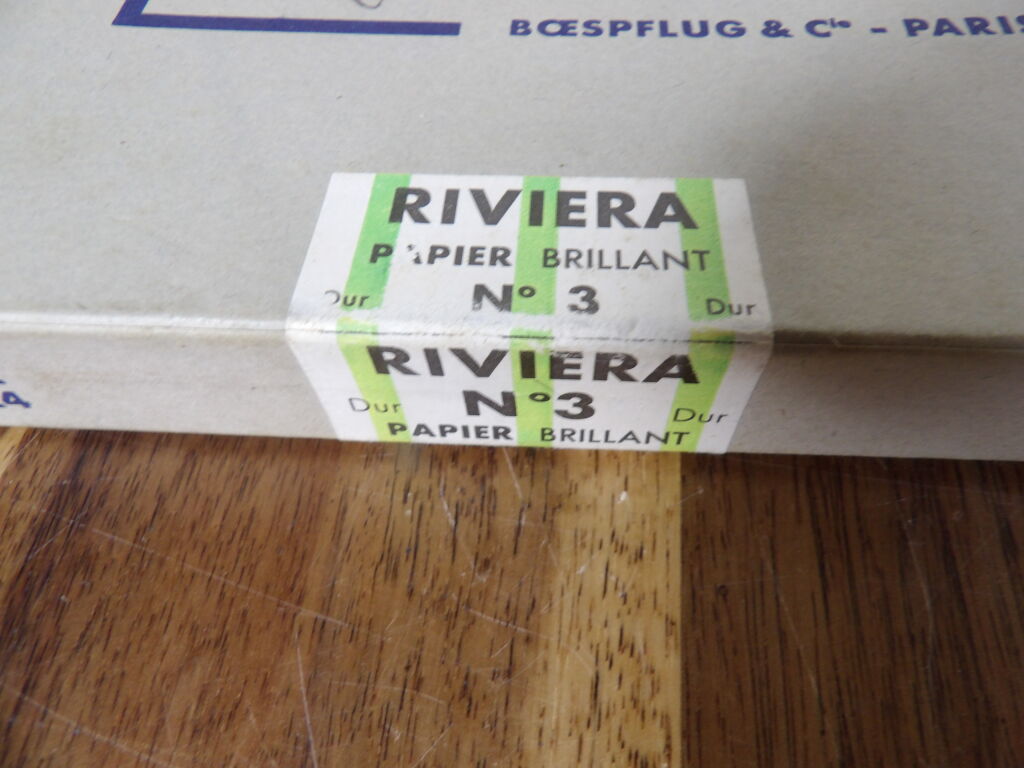 BŒSPFLUG & Cie - PARIS
RIVIERA
PAPIER BRILLANT
N° 3
Dur Dur
RIVIERA
N° 3
Dur Dur
PAPIER BRILLANT